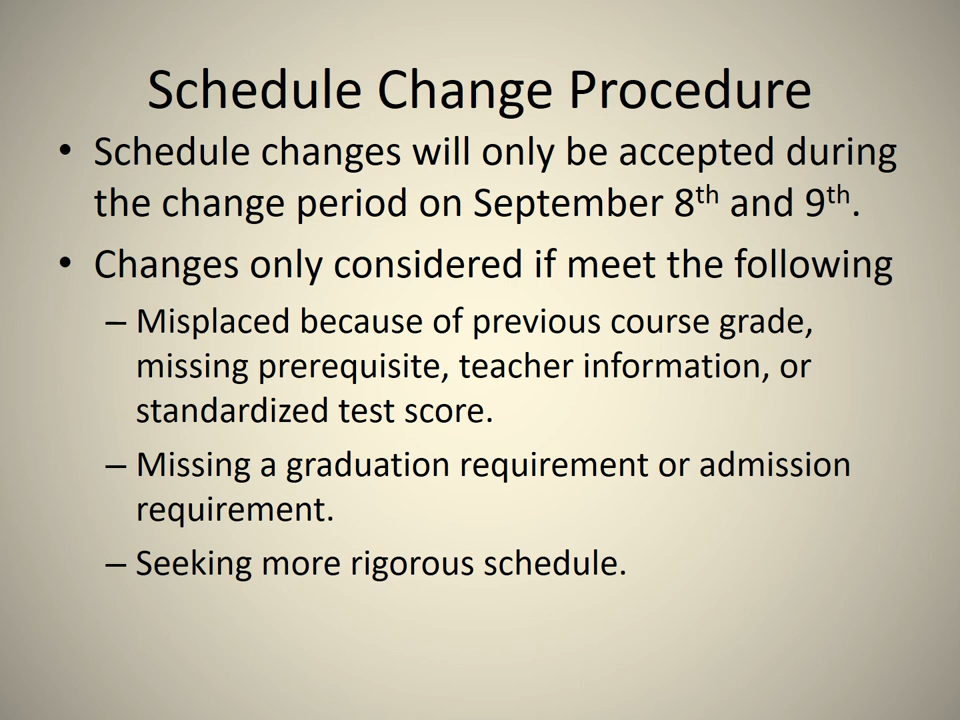 Schedule Change Procedure
• Schedule changes will only be accepted during
the change period on September 8th and 9th.
• Changes only considered if meet the following
– Misplaced because of previous course grade,
missing prerequisite, teacher information, or
standardized test score.
– Missing a graduation requirement or admission
requirement.
– Seeking more rigorous schedule.